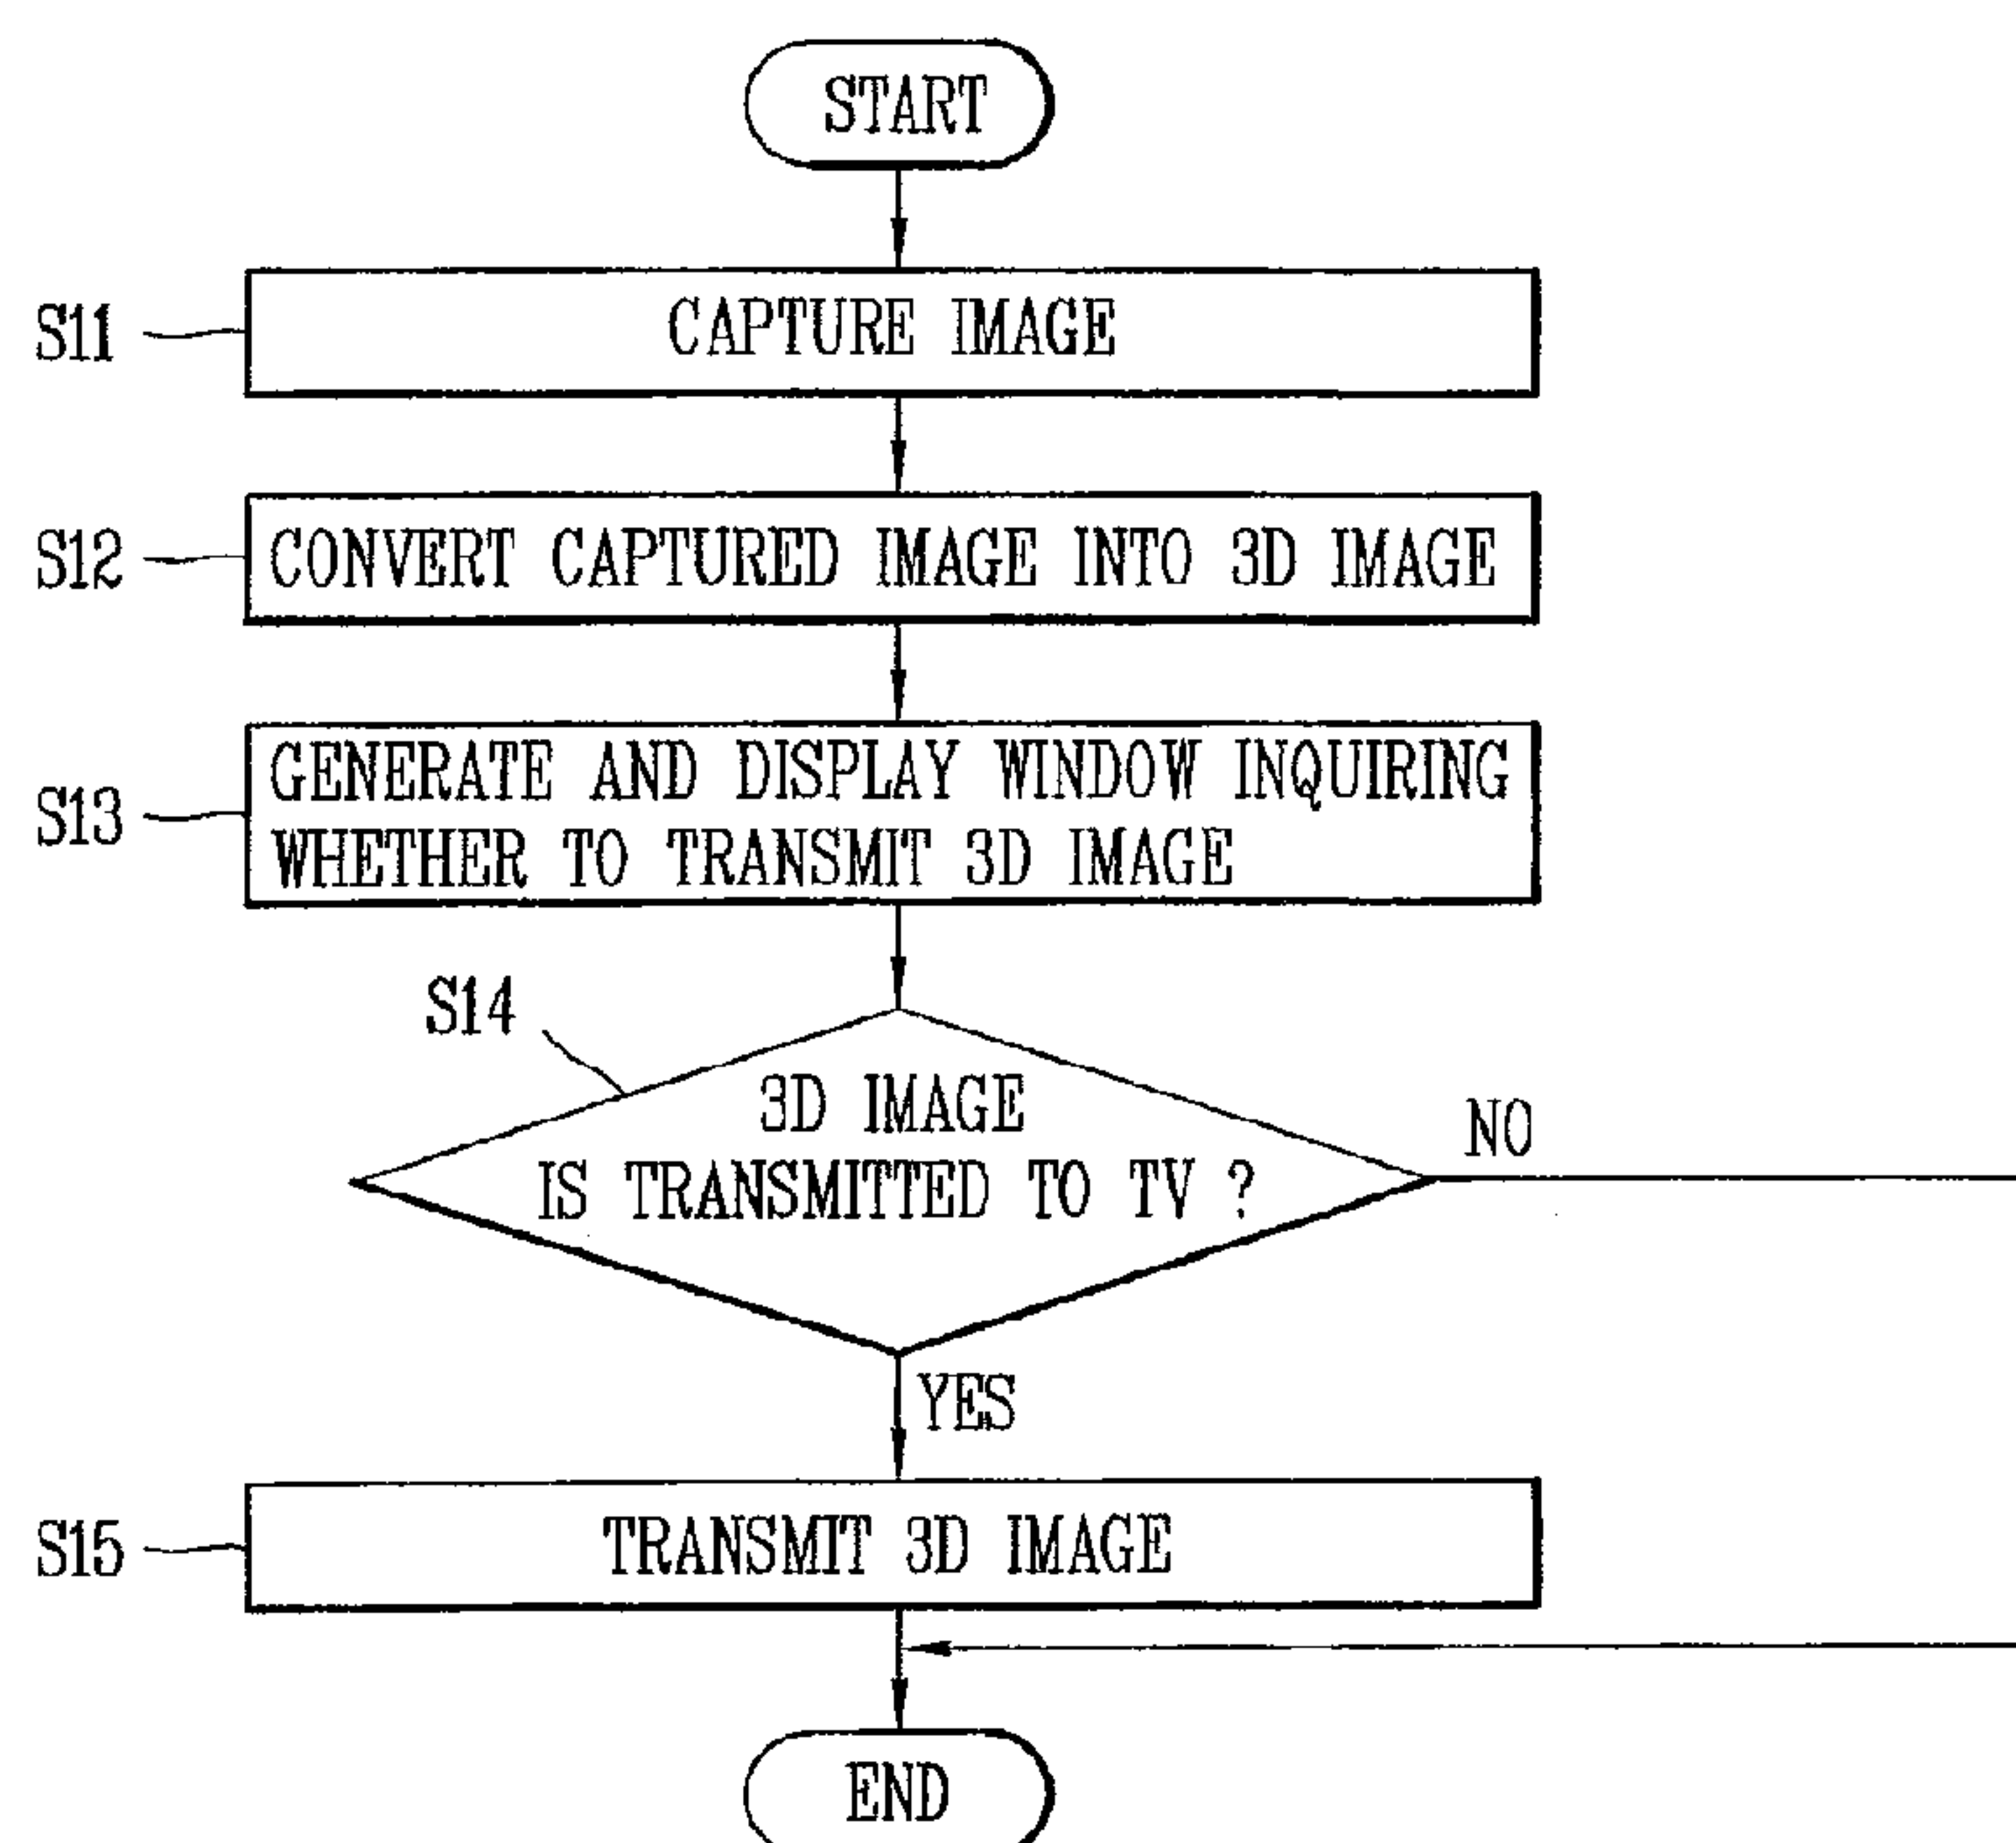 START
S11
CAPTURE IMAGE
S12
CONVERT CAPTURED IMAGE INTO 3D IMAGE
S13
GENERATE AND DISPLAY WINDOW INQUIRING
WHETHER TO TRANSMIT 3D IMAGE
S14
3D IMAGE
IS TRANSMITTED TO TV ?
NO
YES
S15
TRANSMIT 3D IMAGE
END